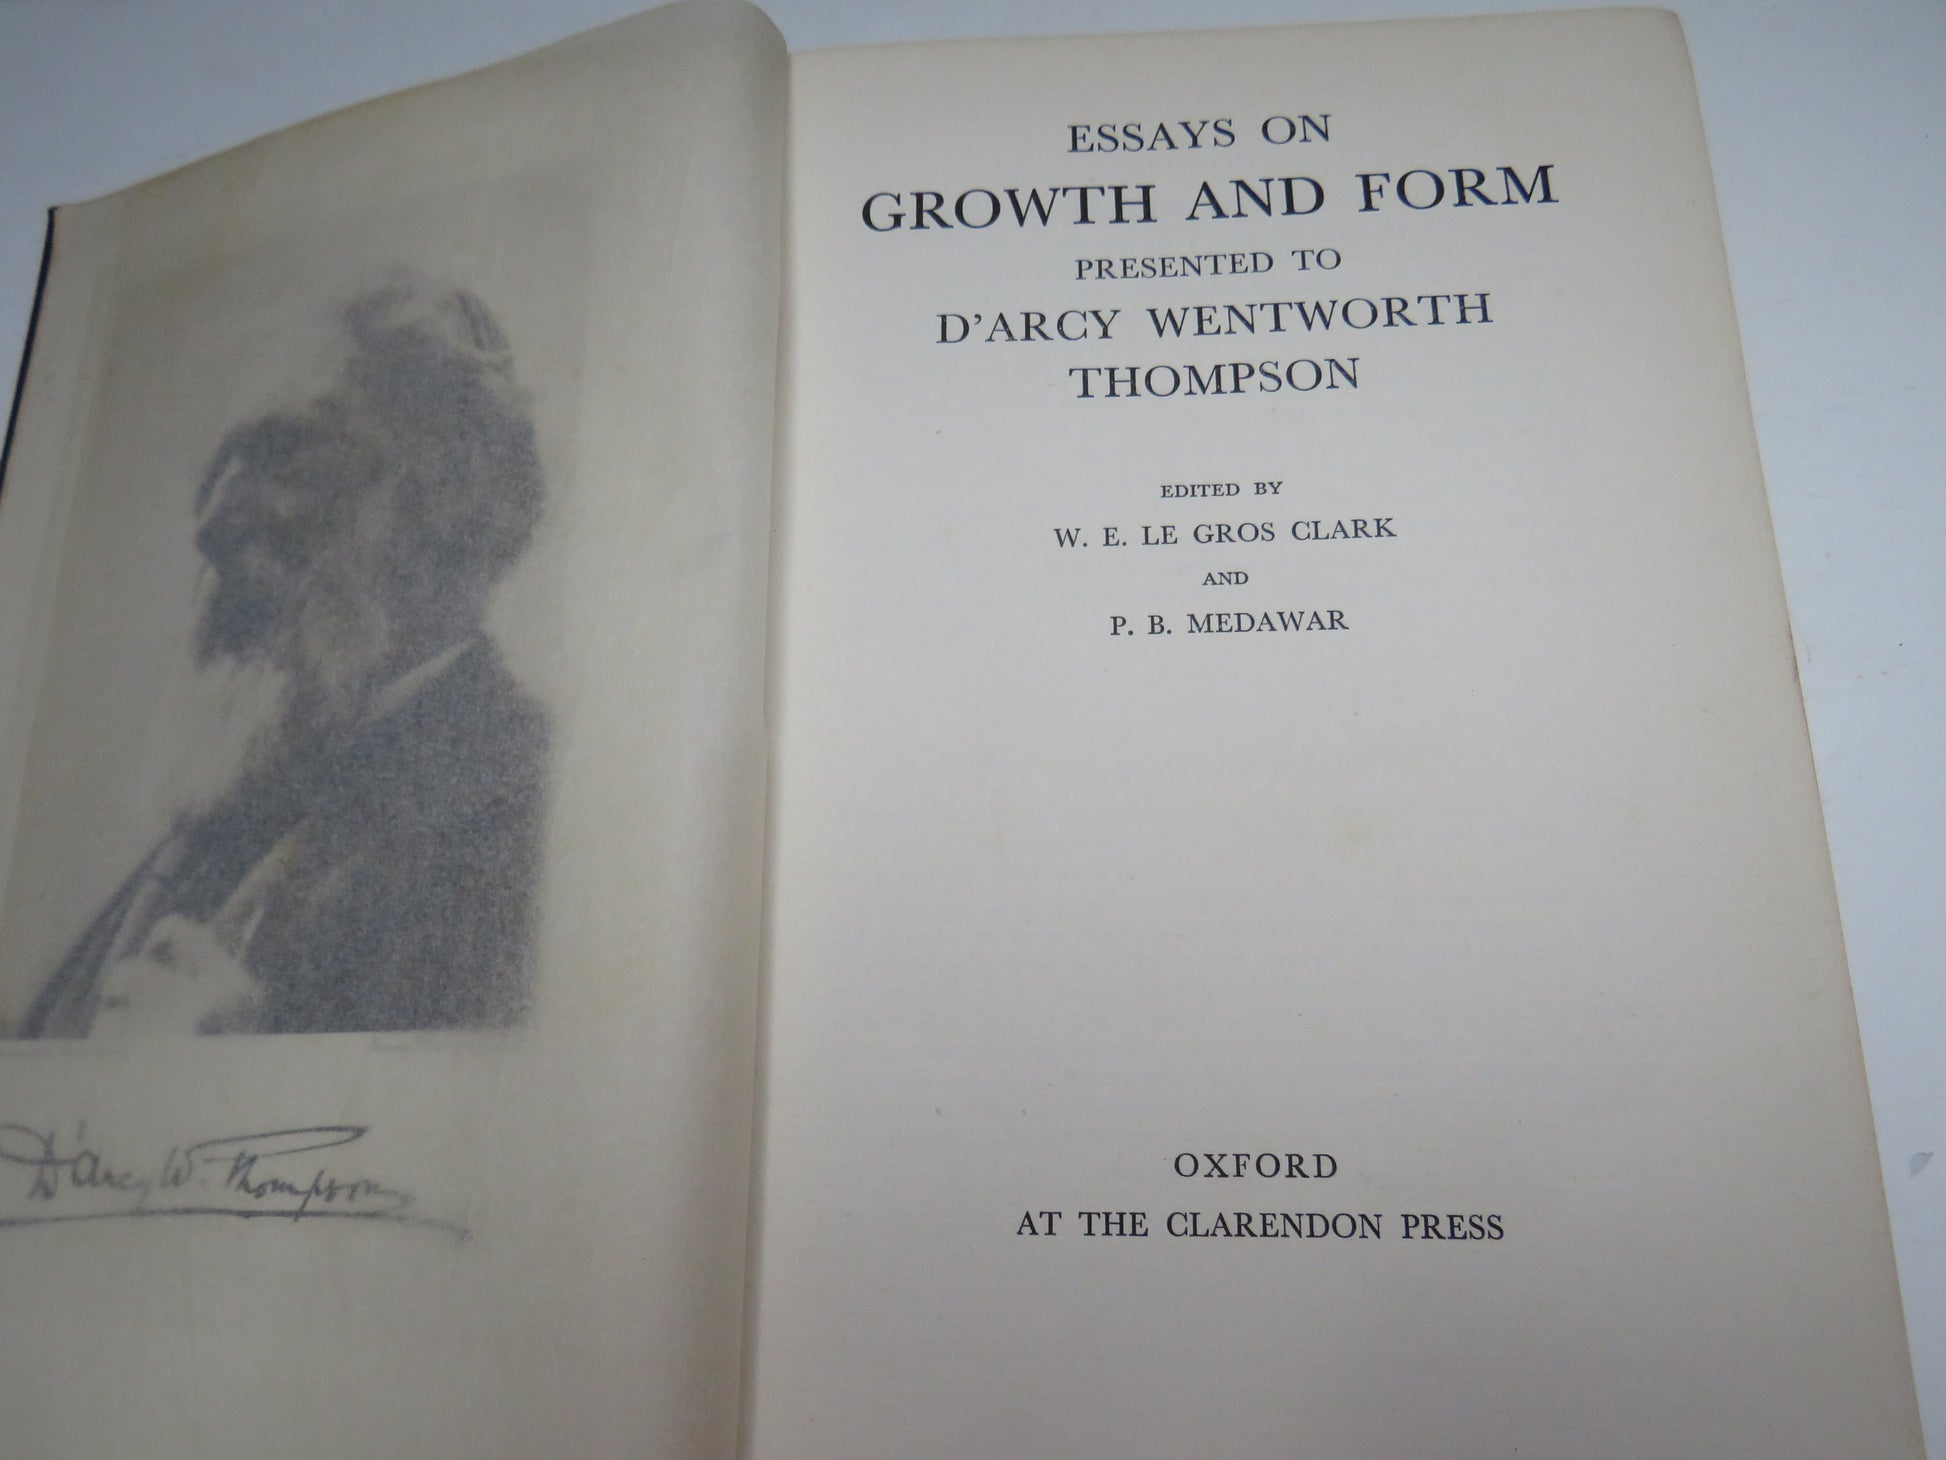 D'Arcy W. Thompson
ESSAYS ON
GROWTH AND FORM
PRESENTED TO
D'ARCY WENTWORTH
THOMPSON
EDITED BY
W. E. LE GROS CLARK
AND
P. B. MEDAWAR
OXFORD
AT THE CLARENDON PRESS